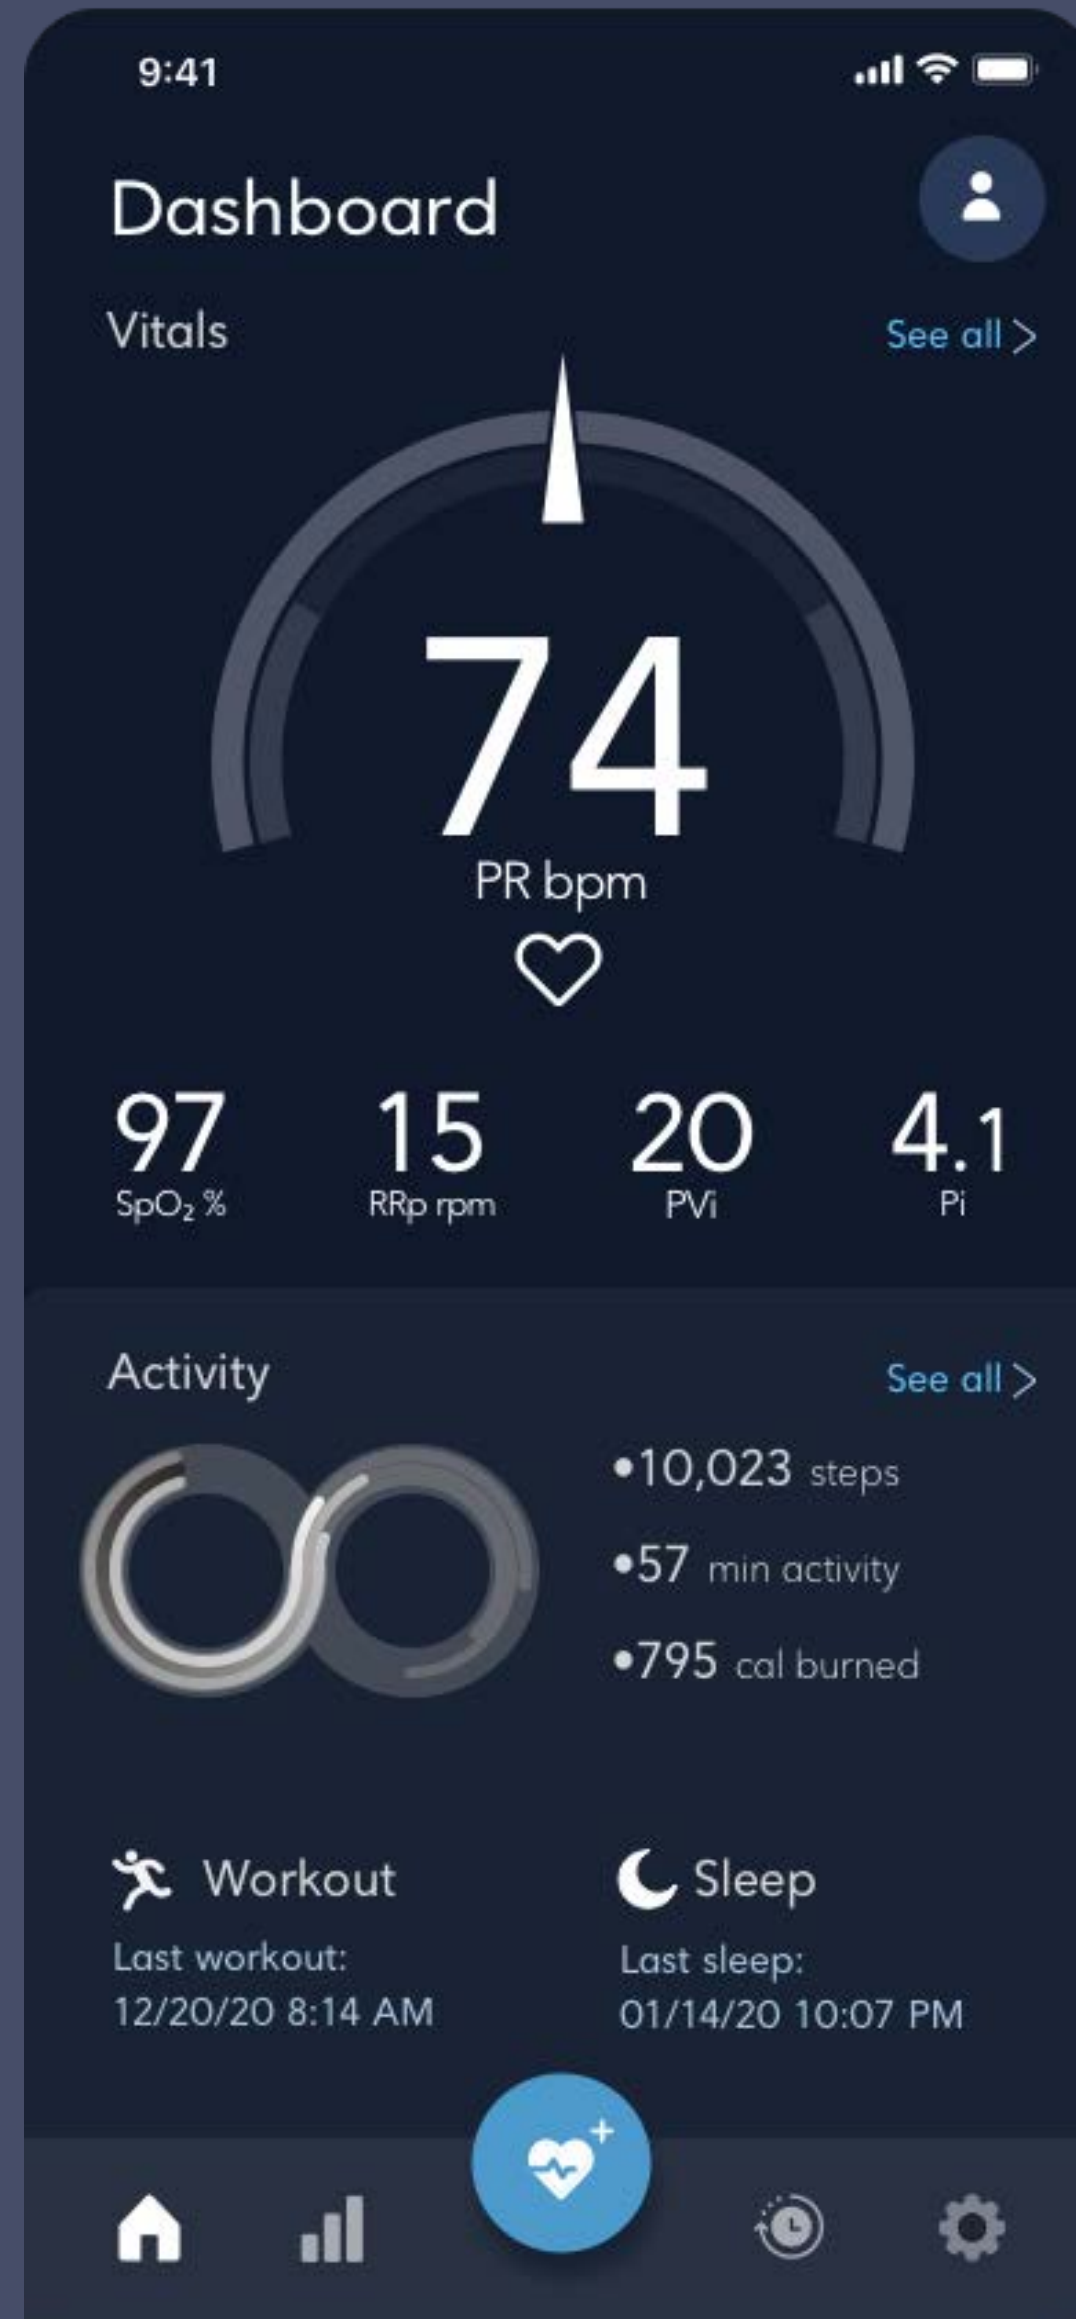 9:41
Dashboard
Vitals
See all >
74
PR bpm
97 15 20 4.1
SpO₂ % RRp rpm PVi Pi
Activity
See all >
•10,023 steps
•57 min activity
•795 cal burned
Workout
Last workout:
12/20/20 8:14 AM
Sleep
Last sleep:
01/14/20 10:07 PM